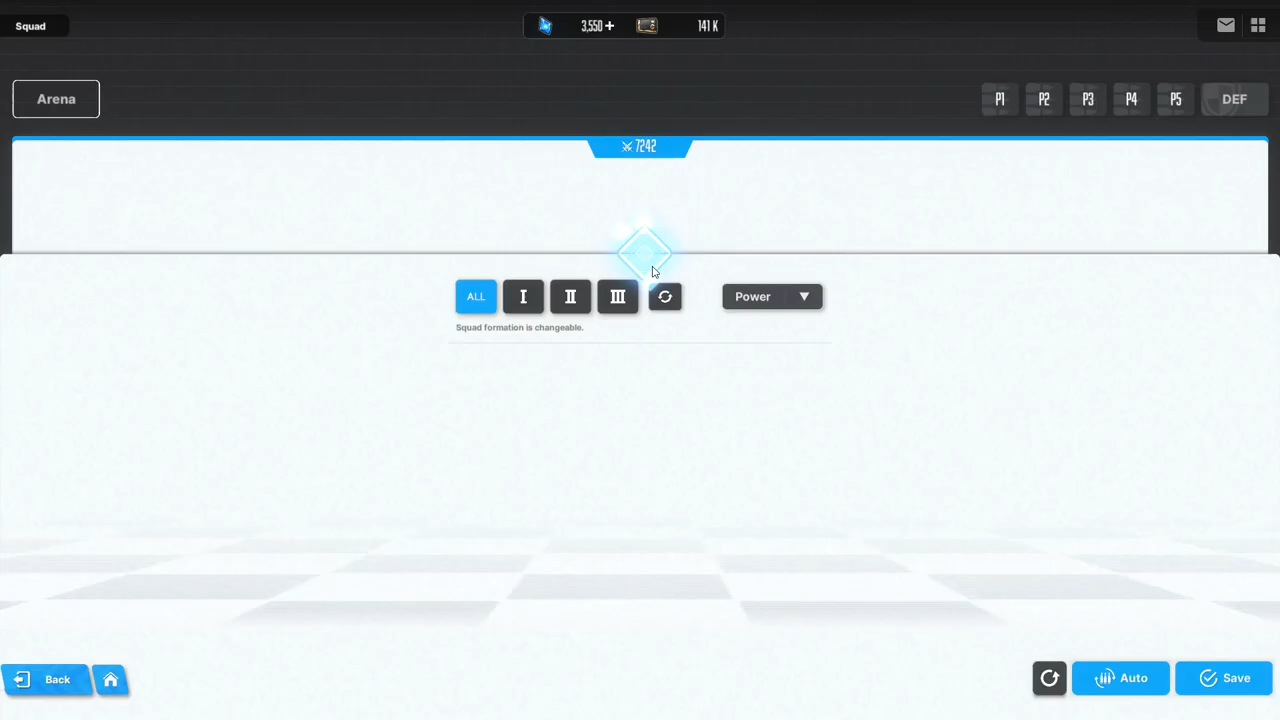 Squad
3,550 +
141 K
Arena
P1
P2
P3
P4
P5
DEF
7242
ALL
I
II
III
Power
Squad formation is changeable.
Back
Auto
Save